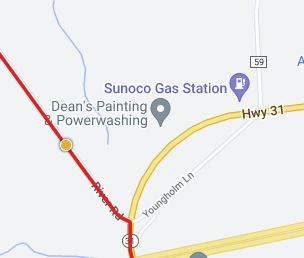 59
A
Sunoco Gas Station
Dean's Painting
& Powerwashing
Hwy 31
River Rd
Youngholm Ln
31